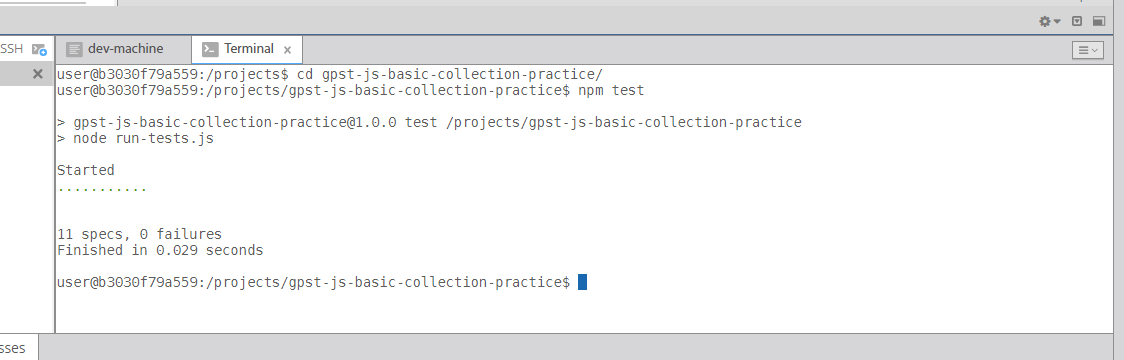 SSH
dev-machine
Terminal
user@b3030f79a559:/projects$ cd gpst-js-basic-collection-practice/
user@b3030f79a559:/projects/gpst-js-basic-collection-practice$ npm test
> gpst-js-basic-collection-practice@1.0.0 test /projects/gpst-js-basic-collection-practice
> node run-tests.js
Started
...........
11 specs, 0 failures
Finished in 0.029 seconds
user@b3030f79a559:/projects/gpst-js-basic-collection-practice$
sses